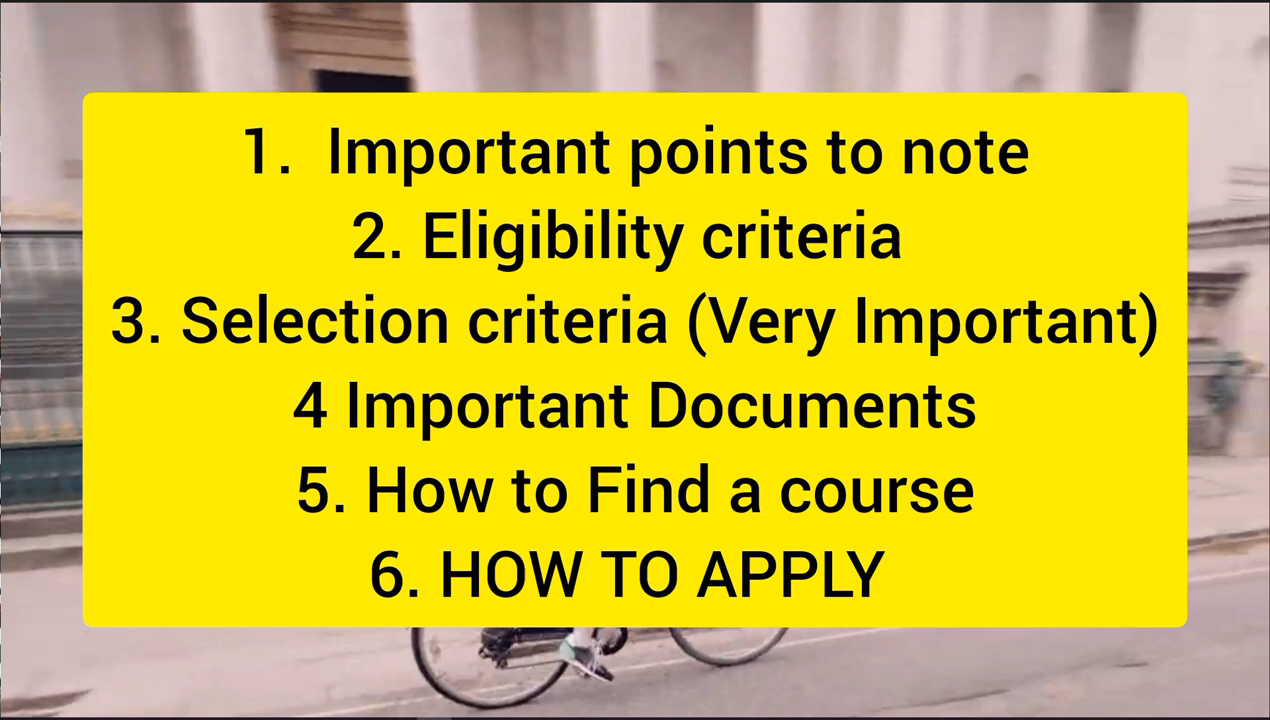 1. Important points to note
2. Eligibility criteria
3. Selection criteria (Very Important)
4 Important Documents
5. How to Find a course
6. HOW TO APPLY